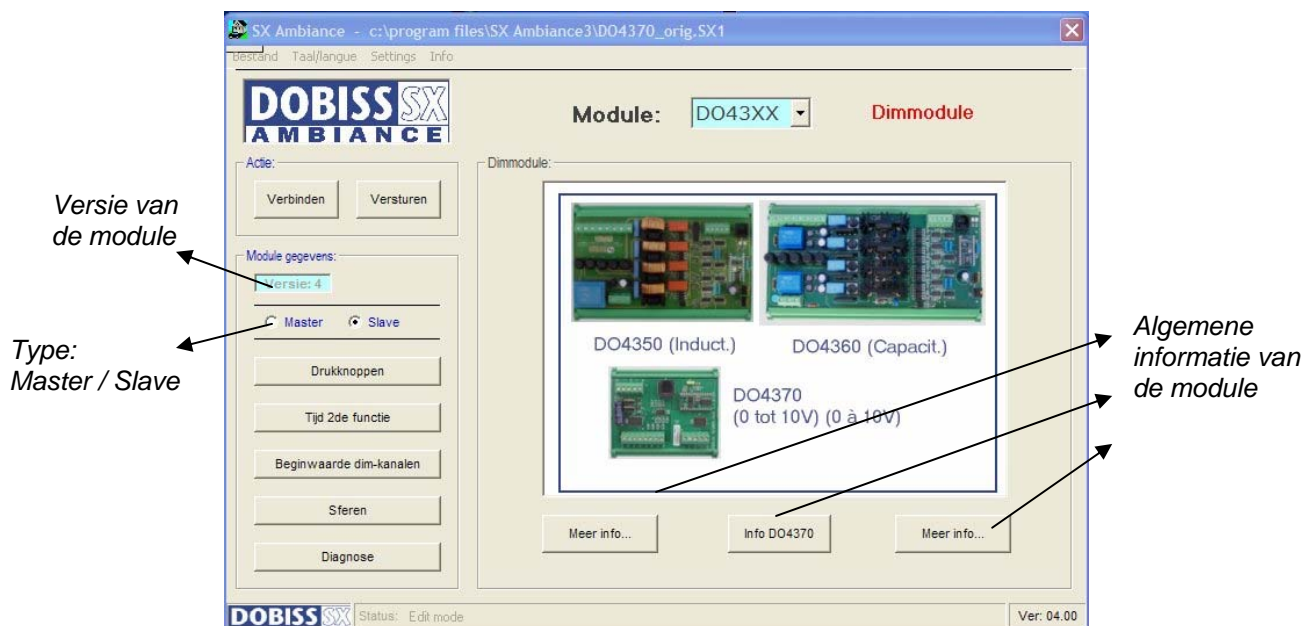 SX Ambiance - c:\program files\SX Ambiance3\DO4370_orig.SX1
Bestand Taal/langue Settings Info
DOBISS SX
AMBIANCE
Module: DO43XX Dimmodule
Actie:
Verbinden Versturen
Versie van
de module
Module gegevens:
Versie: 4
Master Slave
Type:
Master / Slave
Drukknoppen
Tijd 2de functie
Beginwaarde dim-kanalen
Sferen
Diagnose
Dimmodule:
DO4350 (Induct.) DO4360 (Capacit.)
DO4370
(0 tot 10V) (0 à 10V)
Meer info... Info DO4370 Meer info...
Algemene
informatie van
de module
DOBISS SX Status: Edit mode Ver: 04.00